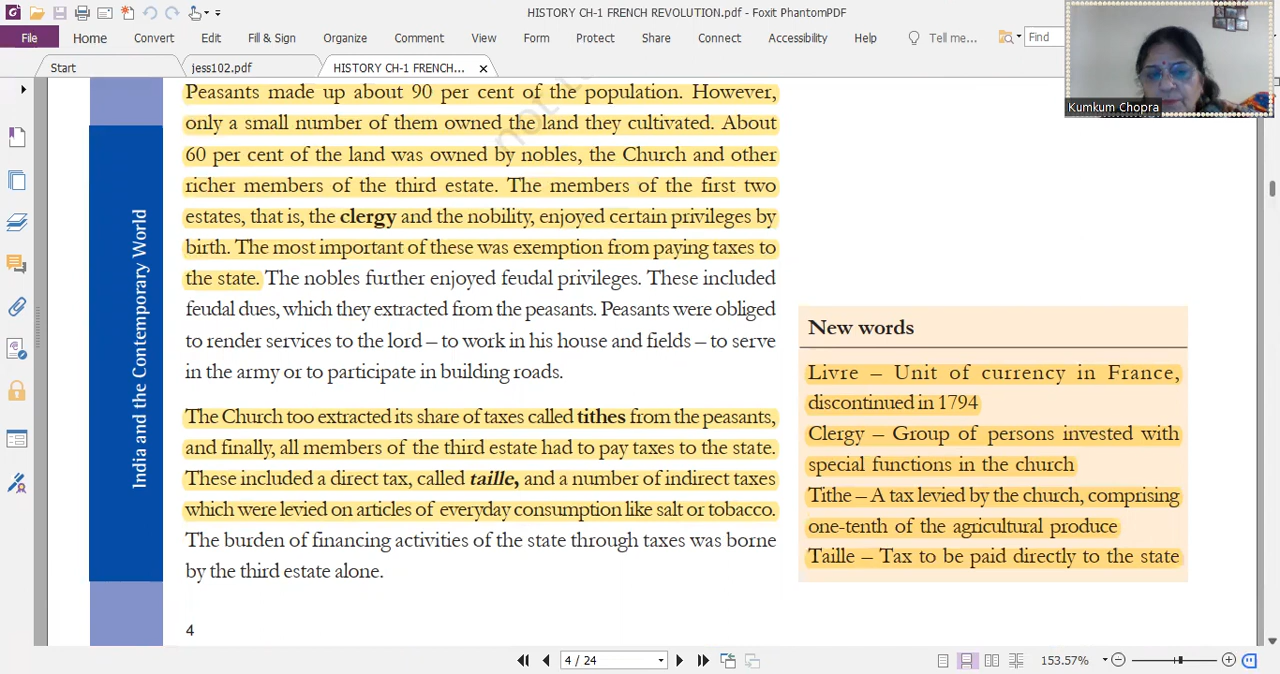 HISTORY CH-1 FRENCH REVOLUTION.pdf - Foxit PhantomPDF
File Home Convert Edit Fill & Sign Organize Comment View Form Protect Share Connect Accessibility Help Tell me... Find
Start jess102.pdf HISTORY CH-1 FRENCH... ×
Kumkum Chopra
Peasants made up about 90 per cent of the population. However,
only a small number of them owned the land they cultivated. About
60 per cent of the land was owned by nobles, the Church and other
richer members of the third estate. The members of the first two
estates, that is, the clergy and the nobility, enjoyed certain privileges by
birth. The most important of these was exemption from paying taxes to
the state. The nobles further enjoyed feudal privileges. These included
feudal dues, which they extracted from the peasants. Peasants were obliged
to render services to the lord – to work in his house and fields – to serve
in the army or to participate in building roads.
The Church too extracted its share of taxes called tithes from the peasants,
and finally, all members of the third estate had to pay taxes to the state.
These included a direct tax, called taille, and a number of indirect taxes
which were levied on articles of everyday consumption like salt or tobacco.
The burden of financing activities of the state through taxes was borne
by the third estate alone.
India and the Contemporary World
New words
Livre – Unit of currency in France,
discontinued in 1794
Clergy – Group of persons invested with
special functions in the church
Tithe – A tax levied by the church, comprising
one-tenth of the agricultural produce
Taille – Tax to be paid directly to the state
4
4 / 24
153.57%